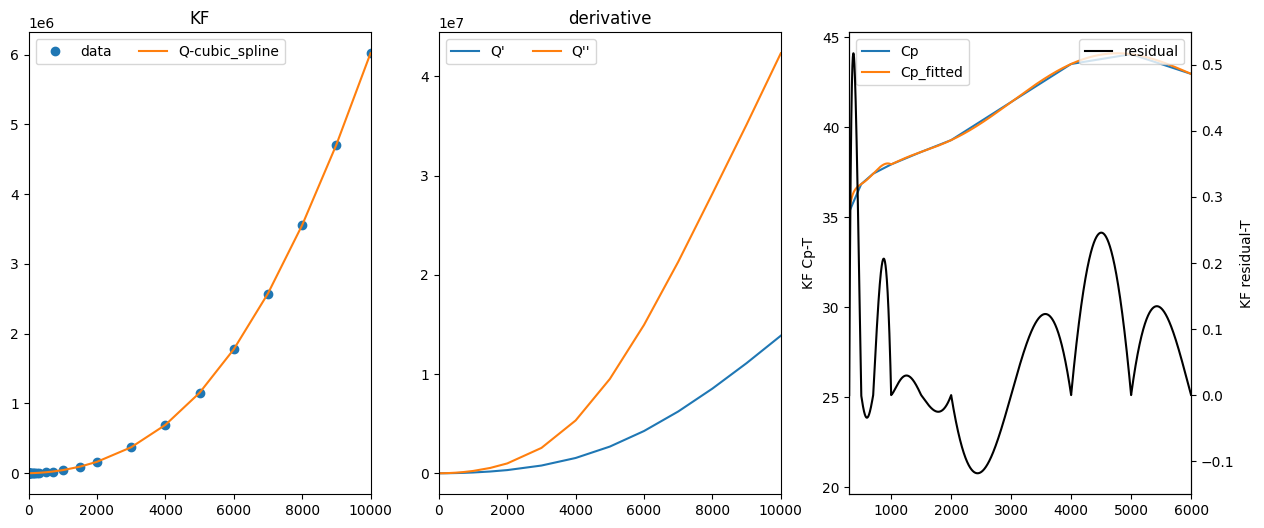 KF
1e6
data
Q-cubic_spline
6
5
4
3
2
1
0
0 2000 4000 6000 8000 10000
derivative
1e7
Q'
Q''
4
3
2
1
0
0 2000 4000 6000 8000 10000
Cp
Cp_fitted
residual
KF Cp-T
45
40
35
30
25
20
1000 2000 3000 4000 5000 6000
0.5
0.4
0.3
0.2
0.1
0.0
−0.1
KF residual-T